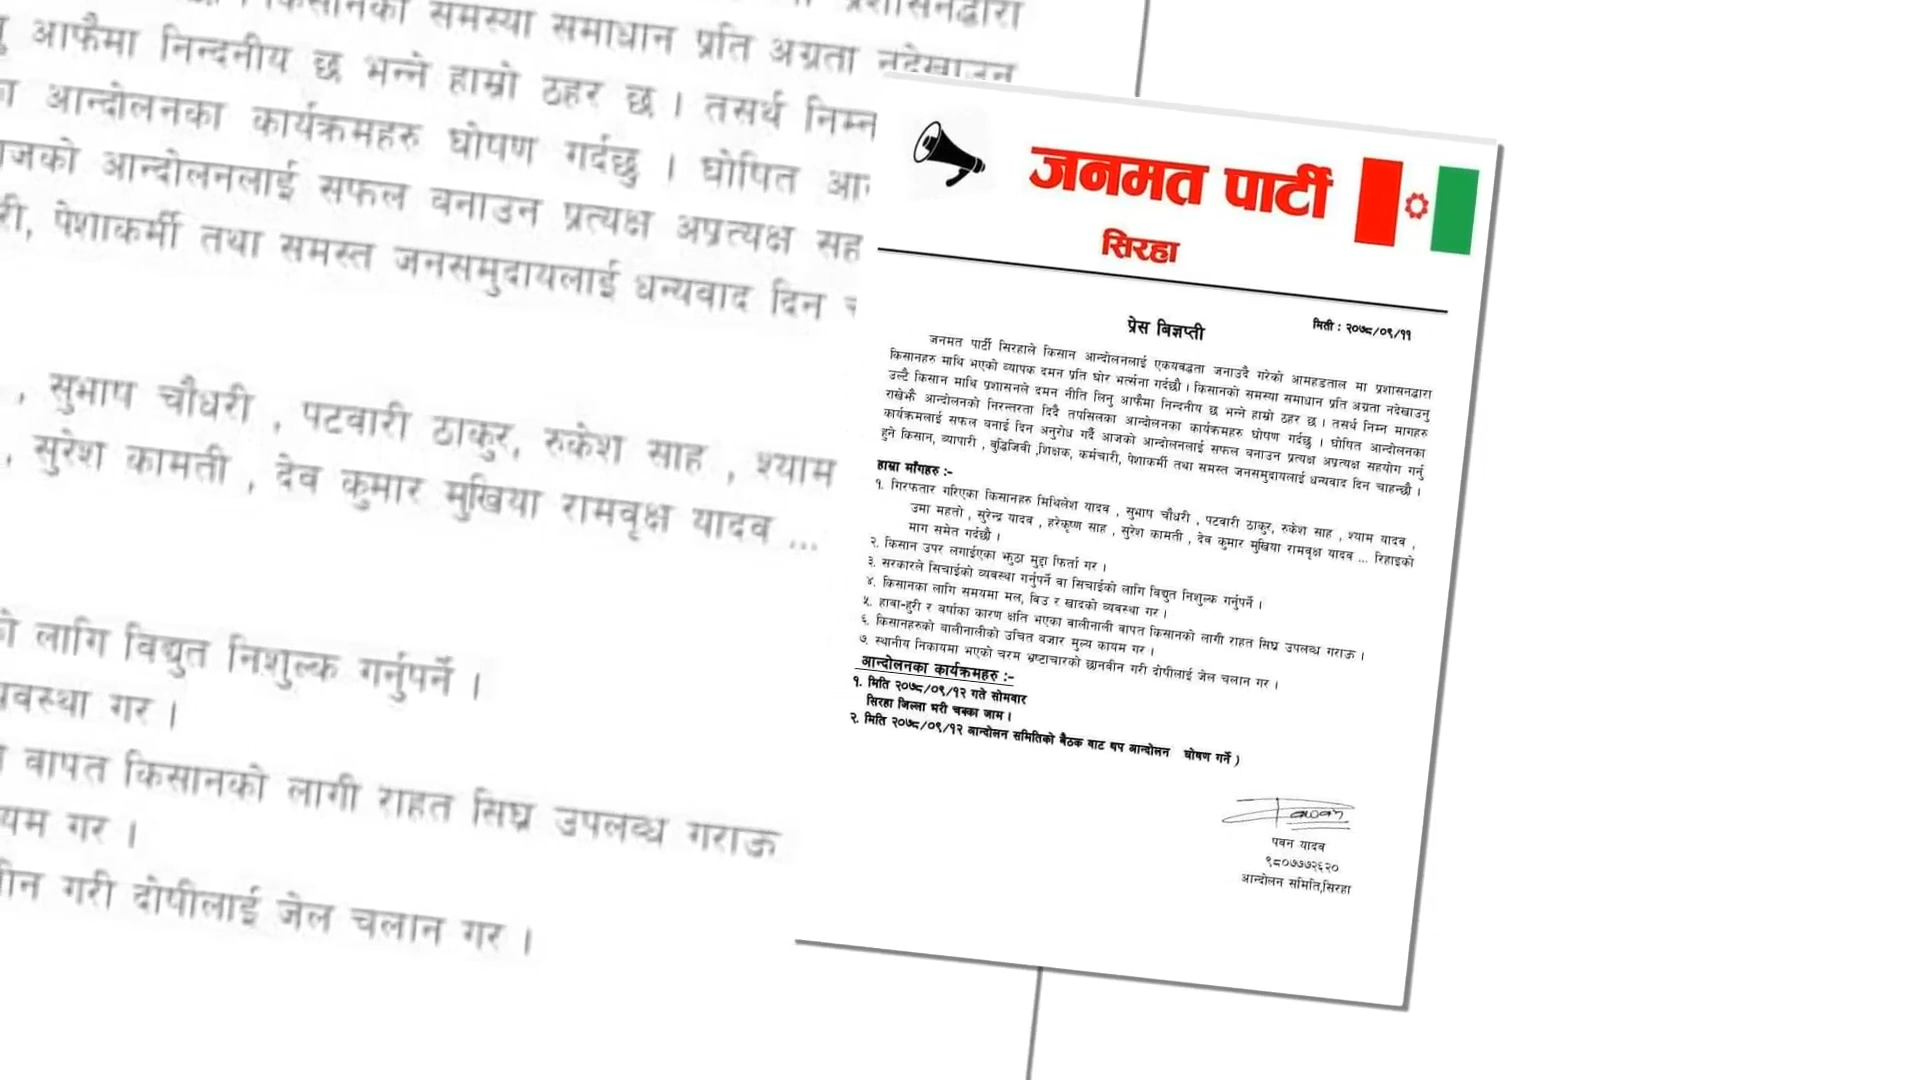 समस्या समाधान प्रति अग्रता नदेखाउन
आफैमा निन्दनीय छ भन्ने हाम्रो ठहर छ । तसर्थ निम्न
आन्दोलनका कार्यक्रमहरु घोषण गर्दछु । घोषित
आन्दोलनलाई सफल बनाउन प्रत्यक्ष अप्रत्यक्ष सह
री, पेशाकर्मी तथा समस्त जनसमुदायलाई धन्यवाद दिन
, सुभाष चौधरी , पटवारी ठाकुर, रुकेश साह , श्याम
, सुरेश कामती , देव कुमार मुखिया रामवृक्ष यादव ...
लागि विद्युत निशुल्क गर्नुपर्ने ।
गर ।
वापत किसानको लागी राहत सिघ्र उपलब्ध गराऊ
गर ।
गरी दोषीलाई जेल चलान गर ।
जनमत पार्टी
सिरहा
प्रेस बिज्ञप्ती
मिती : २०७८/०९/११
जनमत पार्टी सिरहाले किसान आन्दोलनलाई एकयबद्धता जनाउदै गरेको आमहडताल मा प्रशासनद्वारा
किसानहरु माथि भएको व्यापक दमन प्रति घोर भर्त्सना गर्दछौ । किसानको समस्या समाधान प्रति अग्रता नदेखाउनु
उल्टै किसान माथि प्रशासनले दमन नीति लिनु आफैमा निन्दनीय छ भन्ने हाम्रो ठहर छ । तसर्थ निम्न मागहरु
राखेझै आन्दोलनको निरन्तरता दिदै तपसिलका आन्दोलनका कार्यक्रमहरु घोषण गर्दछु । घोषित आन्दोलनका
कार्यक्रमलाई सफल बनाई दिन अनुरोध गर्दै आजको आन्दोलनलाई सफल बनाउन प्रत्यक्ष अप्रत्यक्ष सहयोग गर्नु
हुने किसान, व्यापारी , बुद्धिजिवी ,शिक्षक, कर्मचारी, पेशाकर्मी तथा समस्त जनसमुदायलाई धन्यवाद दिन चाहन्छौ ।
हाम्रा माँगहरु :-
१. गिरफतार गरिएका किसानहरु मिथिलेश यादव , सुभाष चौधरी , पटवारी ठाकुर, रुकेश साह , श्याम यादव ,
उमा महतो , सुरेन्द्र यादव , हरेकृष्ण साह , सुरेश कामती , देव कुमार मुखिया रामवृक्ष यादव ... रिहाइको
माग समेत गर्दछौ ।
२. किसान उपर लगाईएका झुठा मुद्दा फिर्ता गर ।
३. सरकारले सिचाईको व्यवस्था गर्नुपर्ने वा सिचाईको लागि विद्युत निशुल्क गर्नुपर्ने ।
४. किसानका लागि समयमा मल, बिउ र खादको व्यवस्था गर ।
५. हावा-हुरी र वर्षाका कारण क्षति भएका बालीनाली वापत किसानको लागी राहत सिघ्र उपलब्ध गराऊ ।
६. किसानहरुको बालीनालीको उचित बजार मुल्य कायम गर ।
७. स्थानीय निकायमा भएको चरम भ्रष्टाचारको छानवीन गरी दोषीलाई जेल चलान गर ।
आन्दोलनका कार्यक्रमहरु :-
१. मिति २०७८/०९/१२ गते सोमवार
सिरहा जिल्ला भरी चक्का जाम ।
२. मिति २०७८/०९/१२ आन्दोलन समितिको बैठक वाट थप आन्दोलन घोषण गर्ने )
Pawan
पवन यादव
९८०७७७२६२०
आन्दोलन समिति,सिरहा